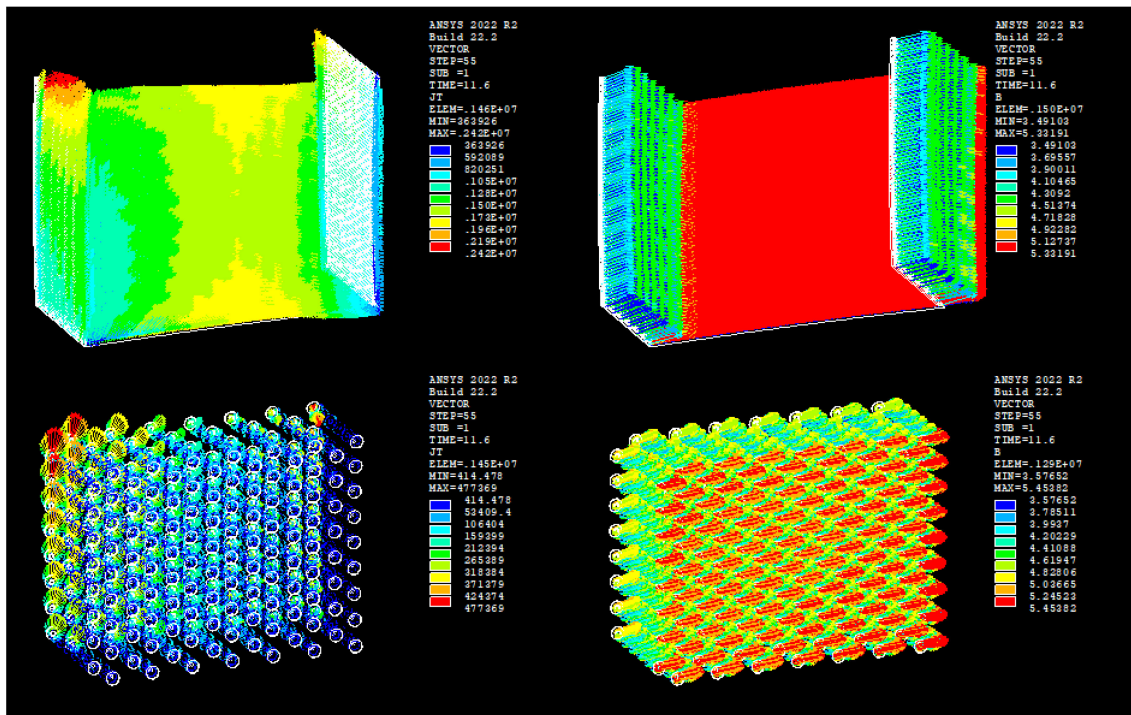 ANSYS 2022 R2
Build 22.2
VECTOR
STEP=55
SUB =1
TIME=11.6
JT
ELEM=.146E+07
MIN=363926
MAX=.242E+07
363926
592089
820251
.105E+07
.128E+07
.150E+07
.173E+07
.196E+07
.219E+07
.242E+07
ANSYS 2022 R2
Build 22.2
VECTOR
STEP=55
SUB =1
TIME=11.6
B
ELEM=.150E+07
MIN=3.49103
MAX=5.33191
3.49103
3.69557
3.90011
4.10465
4.3092
4.51374
4.71828
4.92282
5.12737
5.33191
ANSYS 2022 R2
Build 22.2
VECTOR
STEP=55
SUB =1
TIME=11.6
JT
ELEM=.145E+07
MIN=414.478
MAX=477369
414.478
53409.4
106404
159399
212394
265389
318384
371379
424374
477369
ANSYS 2022 R2
Build 22.2
VECTOR
STEP=55
SUB =1
TIME=11.6
B
ELEM=.129E+07
MIN=3.57652
MAX=5.45382
3.57652
3.78511
3.9937
4.20229
4.41088
4.61947
4.82806
5.03665
5.24523
5.45382